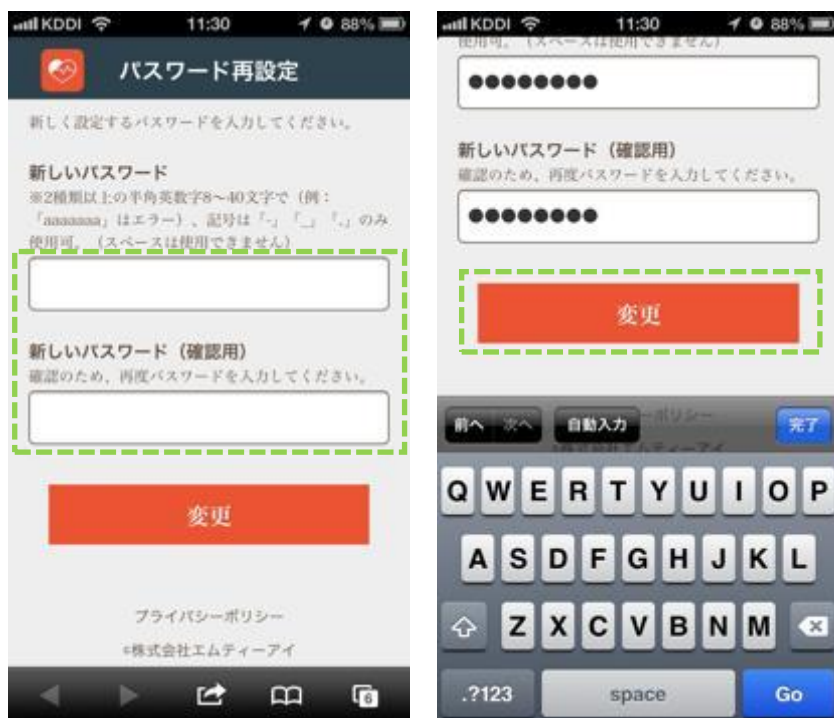 KDDI 11:30 88%
パスワード再設定
新しく設定するパスワードを入力してください。
新しいパスワード
※2種類以上の半角英数字8~40文字で（例：
「aaaaaaaa」はエラー）、記号は「-」「_」「.」のみ
使用可。（スペースは使用できません）
新しいパスワード（確認用）
確認のため、再度パスワードを入力してください。
変更
プライバシーポリシー
©株式会社エムティーアイ
6
KDDI 11:30 88%
使用可。（スペースは使用できません）
●●●●●●●●
新しいパスワード（確認用）
確認のため、再度パスワードを入力してください。
●●●●●●●●
変更
ーポリシー
前へ 次へ 自動入力 完了
Q W E R T Y U I O P
A S D F G H J K L
Z X C V B N M
.?123 space Go